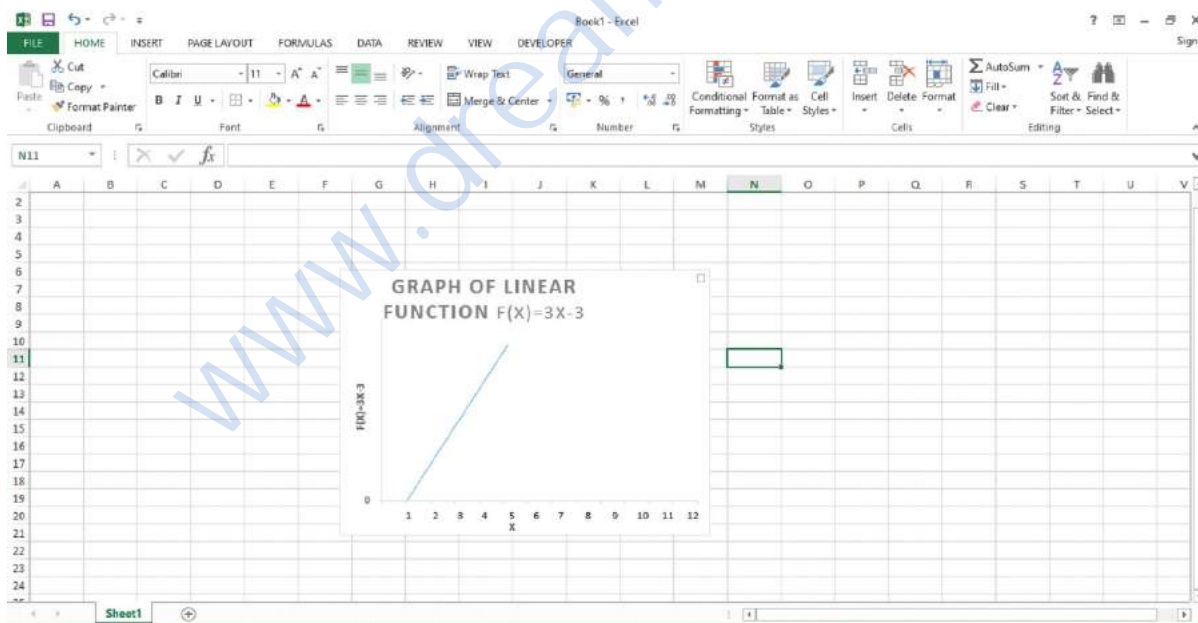 Book1 - Excel
FILE HOME INSERT PAGE LAYOUT FORMULAS DATA REVIEW VIEW DEVELOPER Sign
Cut
Copy
Format Painter
Paste
Clipboard
Calibri 11
B I U
Font
Wrap Text
Merge & Center
Alignment
General
%
Number
Conditional Formatting
Format as Table
Cell Styles
Styles
Insert Delete Format
Cells
AutoSum
Fill
Clear
Sort & Filter
Find & Select
Editing
N11 fx
A B C D E F G H I J K L M N O P Q R S T U V
2
3
4
5
6
7
8
9
10
11
12
13
14
15
16
17
18
19
20
21
22
23
24
GRAPH OF LINEAR
FUNCTION F(X)=3X-3
F(X)=3X-3
0
1 2 3 4 5 6 7 8 9 10 11 12
X
Sheet1